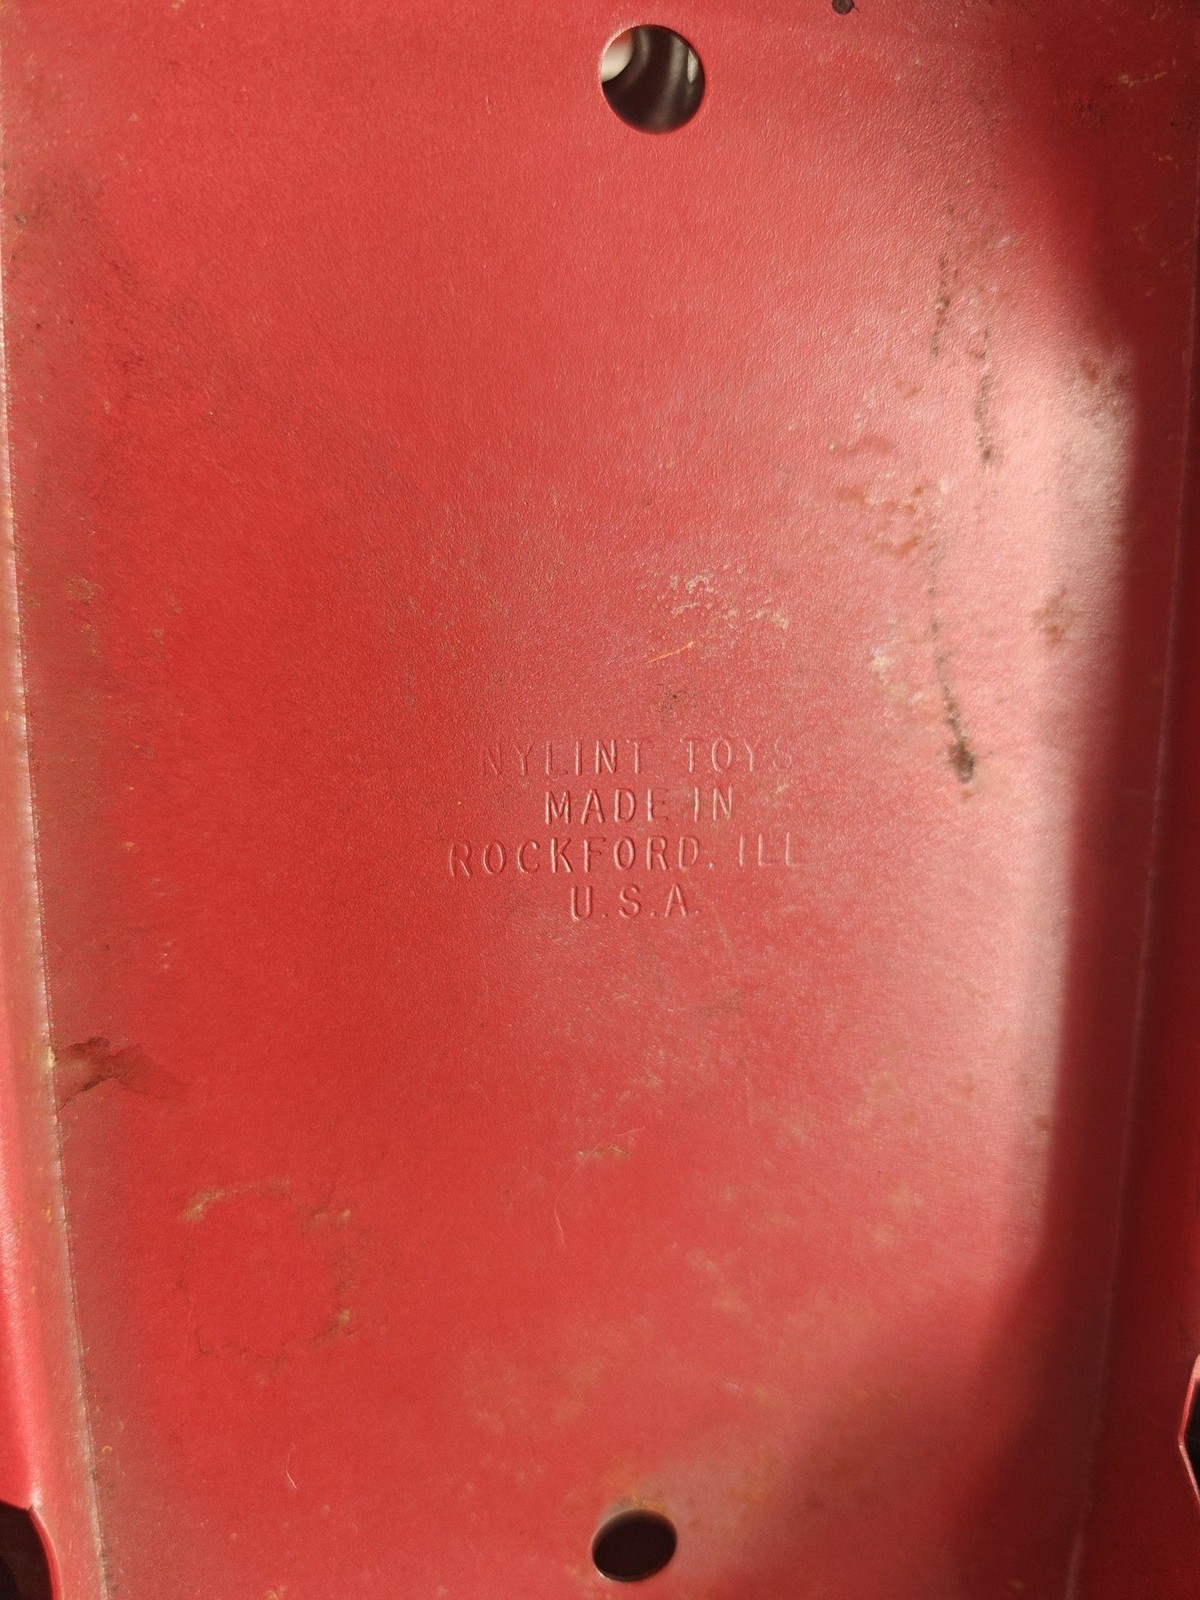 NYLINT TOYS
MADE IN
ROCKFORD, ILL
U.S.A.